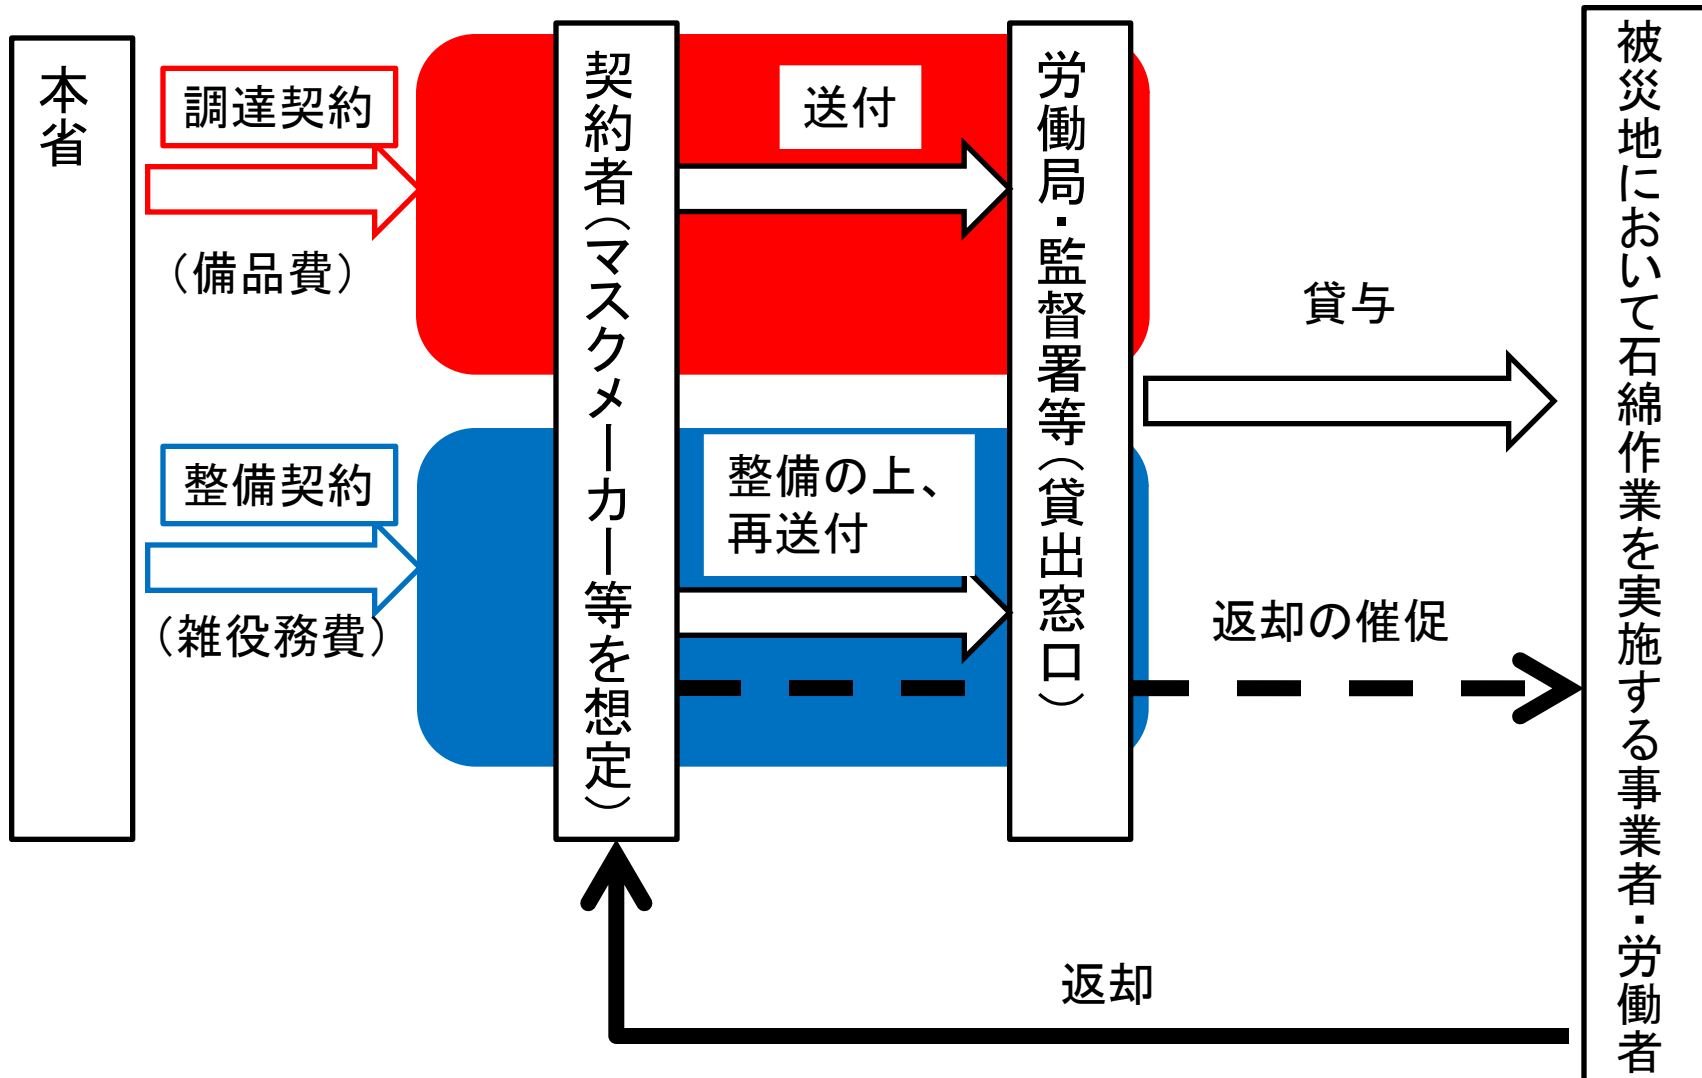 本省
調達契約
（備品費）
整備契約
（雑役務費）
契約者（マスクメーカー等を想定）
送付
整備の上、
再送付
労働局・監督署等（貸出窓口）
貸与
返却の催促
返却
被災地において石綿作業を実施する事業者・労働者